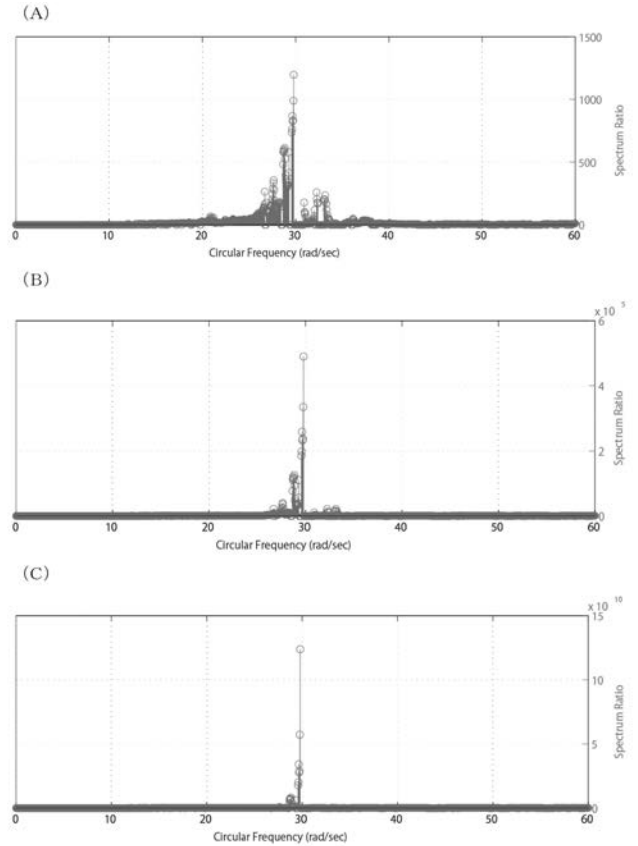 （A）
1500
1000
500
0
Spectrum Ratio
0 10 20 30 40 50 60
Circular Frequency (rad/sec)
（B）
x 10 5
6
4
2
0
Spectrum Ratio
0 10 20 30 40 50 60
Circular Frequency (rad/sec)
（C）
x 10 10
15
10
5
0
Spectrum Ratio
0 10 20 30 40 50 60
Circular Frequency (rad/sec)